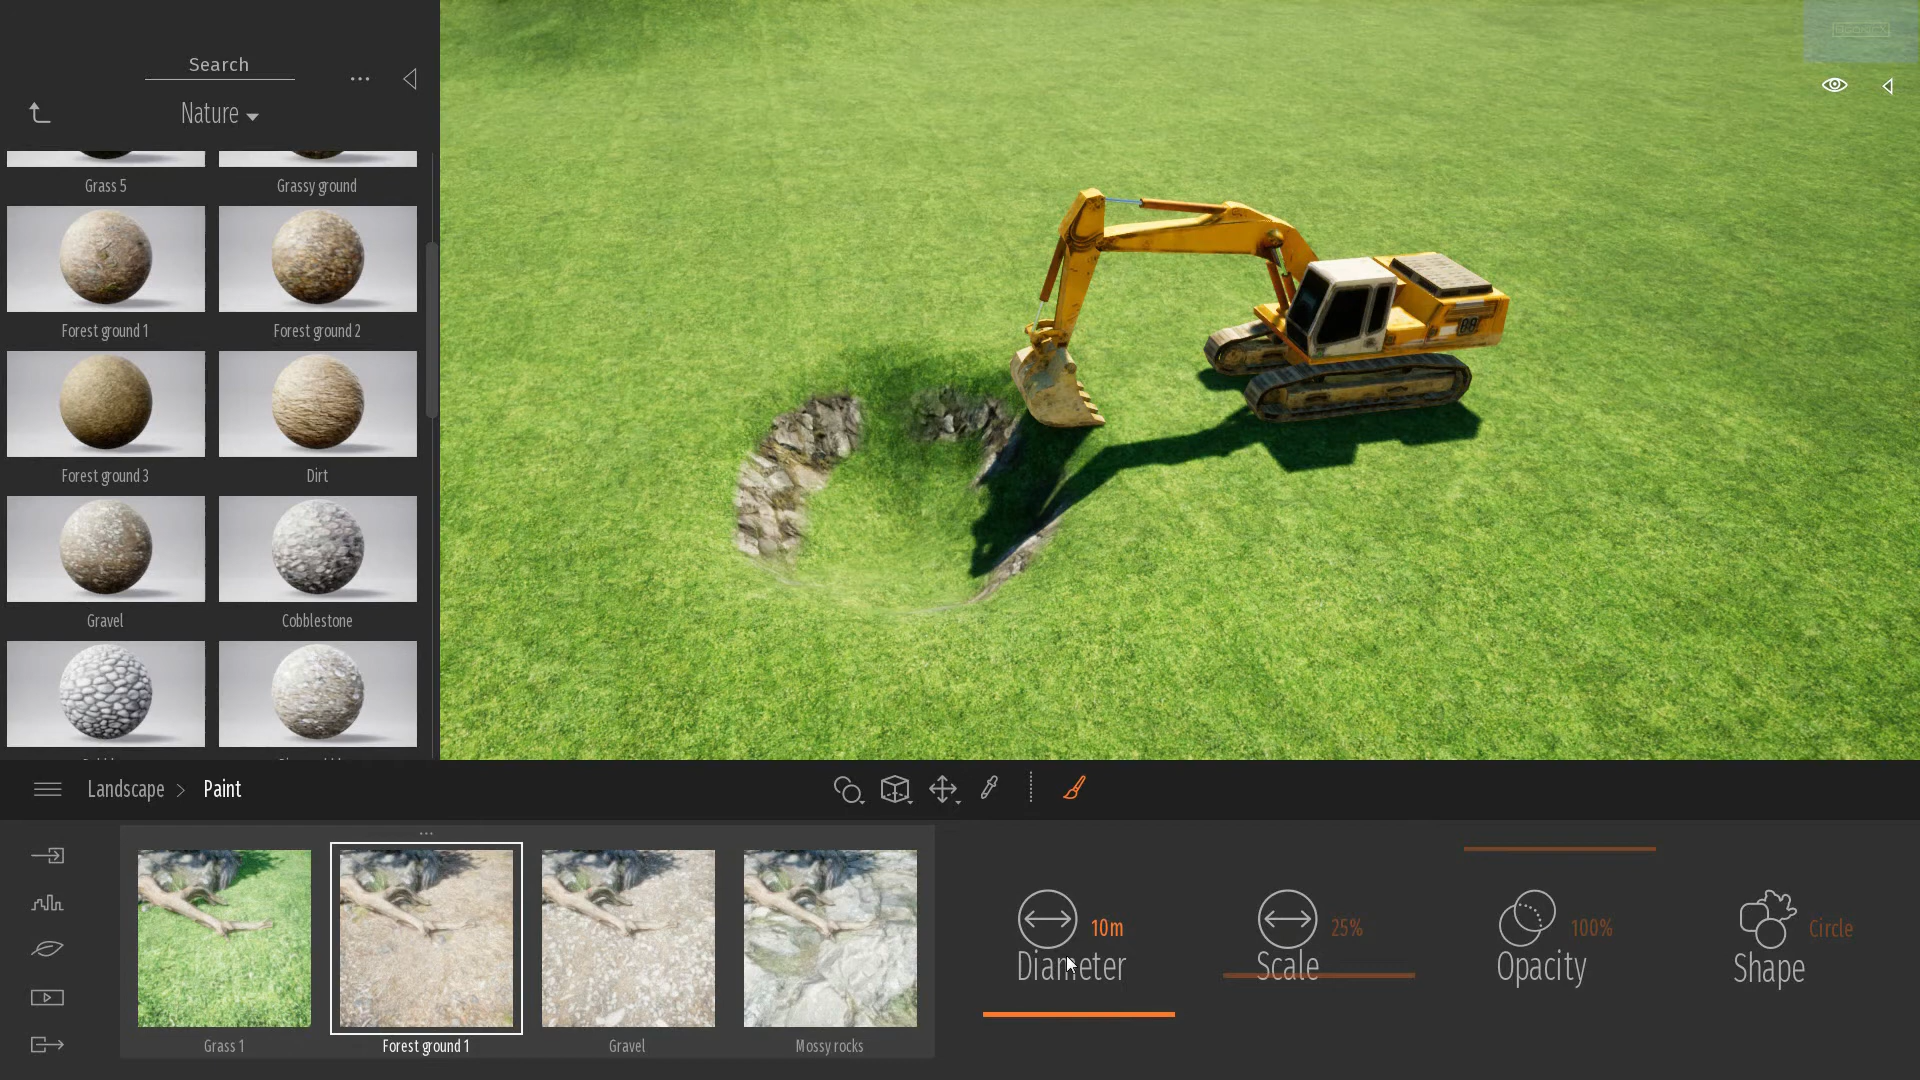 Search
Nature
Grass 5
Grassy ground
Forest ground 1
Forest ground 2
Forest ground 3
Dirt
Gravel
Cobblestone
Landscape > Paint
10m
Diameter
25%
Scale
100%
Opacity
Circle
Shape
Grass 1
Forest ground 1
Gravel
Mossy rocks